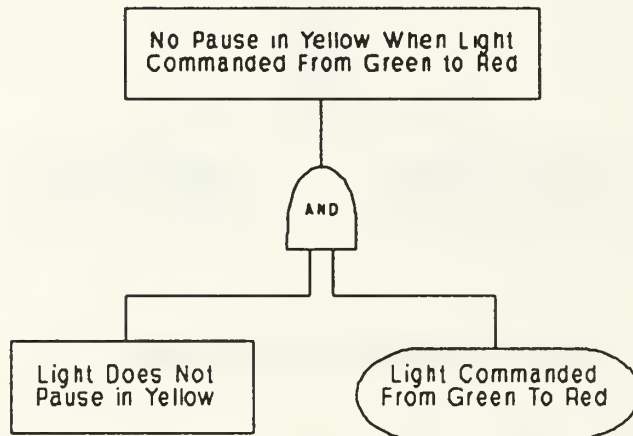 No Pause in Yellow When Light
Commanded From Green to Red
AND
Light Does Not
Pause in Yellow
Light Commanded
From Green To Red